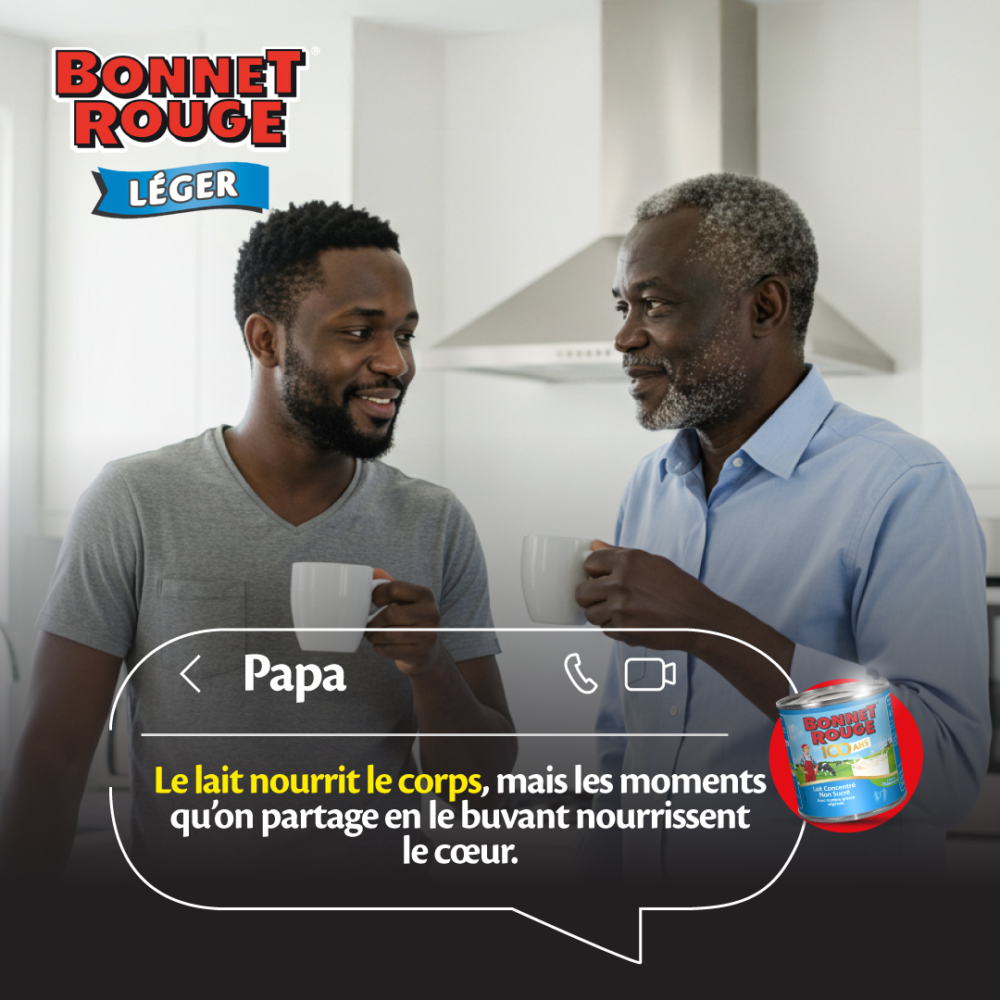 BONNET
ROUGE
®
LÉGER
Papa
Le lait nourrit le corps, mais les moments
qu'on partage en le buvant nourrissent
le cœur.
BONNET
ROUGE
100 ANS
Lait Concentré
Non Sucré